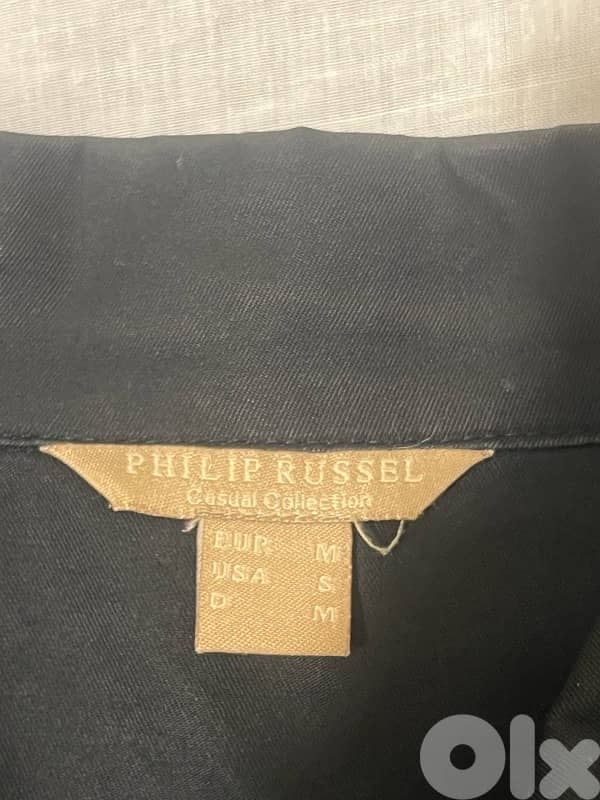 PHILIP RUSSEL
Casual Collection
EUR M
USA S
D M
OLX